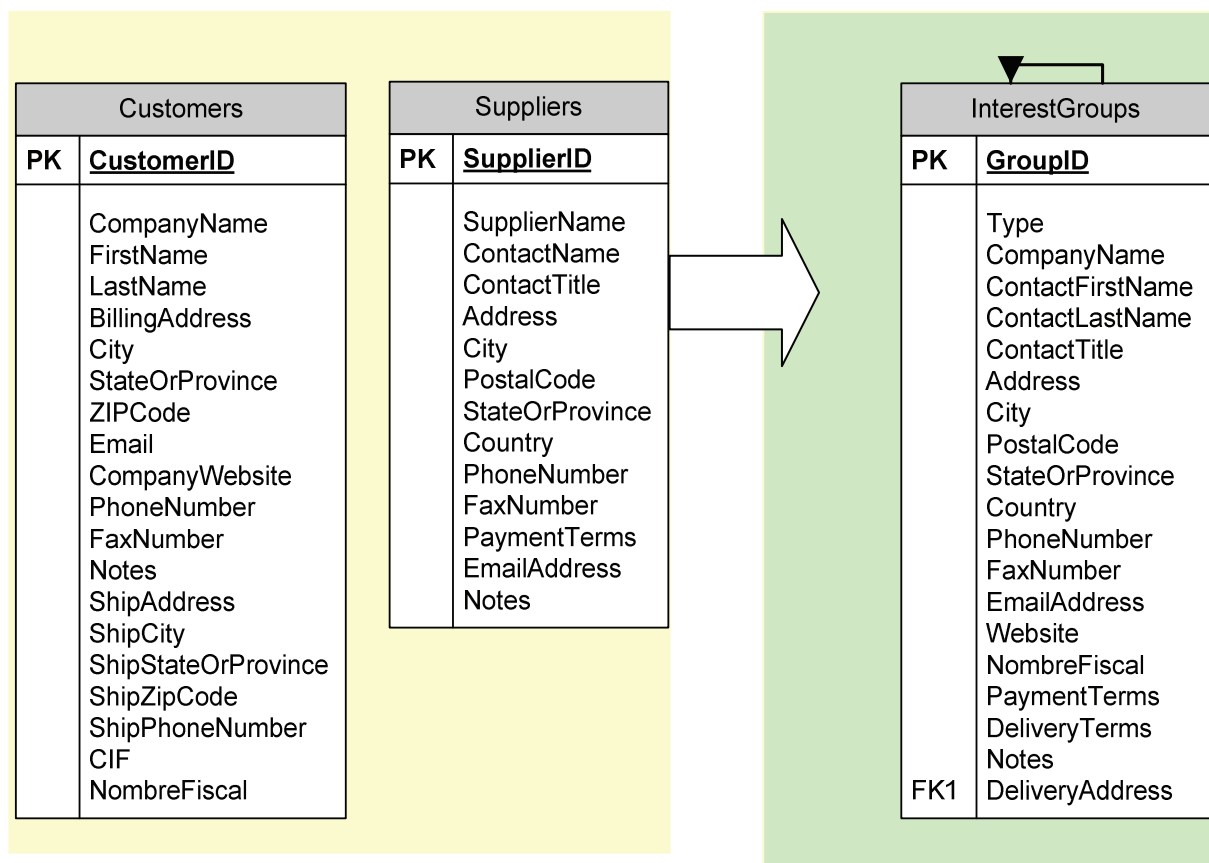 Customers
PK CustomerID
CompanyName
FirstName
LastName
BillingAddress
City
StateOrProvince
ZIPCode
Email
CompanyWebsite
PhoneNumber
FaxNumber
Notes
ShipAddress
ShipCity
ShipStateOrProvince
ShipZipCode
ShipPhoneNumber
CIF
NombreFiscal
Suppliers
PK SupplierID
SupplierName
ContactName
ContactTitle
Address
City
PostalCode
StateOrProvince
Country
PhoneNumber
FaxNumber
PaymentTerms
EmailAddress
Notes
InterestGroups
PK GroupID
Type
CompanyName
ContactFirstName
ContactLastName
ContactTitle
Address
City
PostalCode
StateOrProvince
Country
PhoneNumber
FaxNumber
EmailAddress
Website
NombreFiscal
PaymentTerms
DeliveryTerms
Notes
FK1 DeliveryAddress